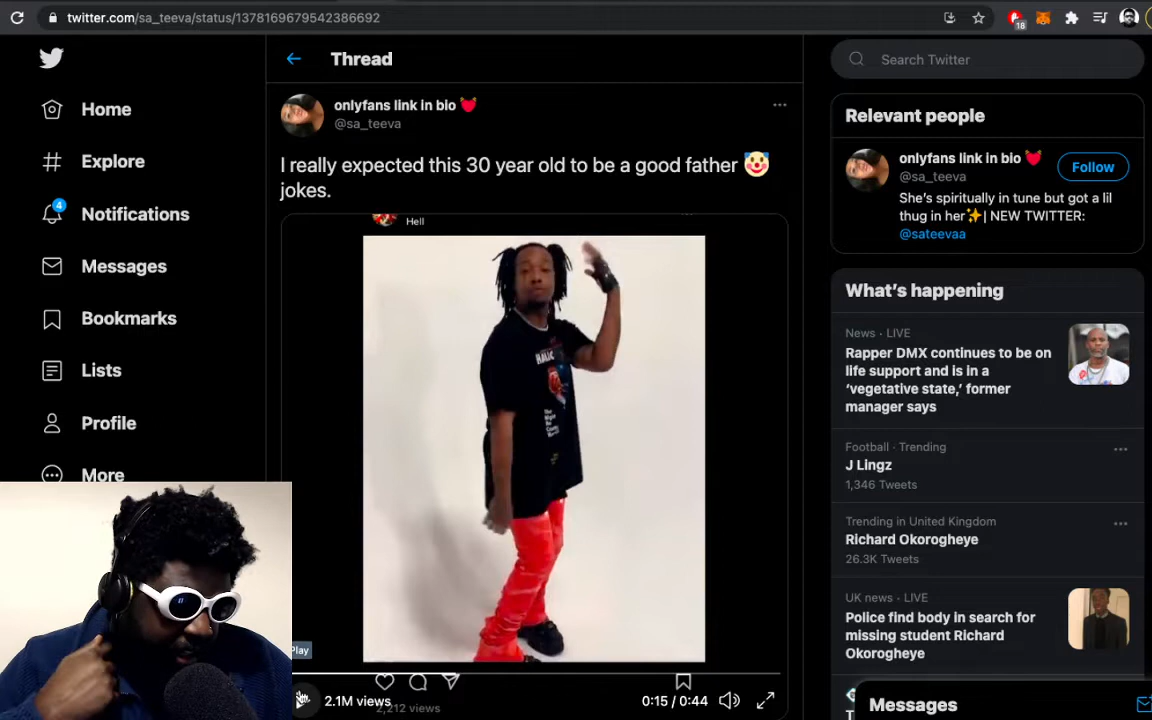 twitter.com/sa_teeva/status/1378169679542386692
18
Home
Explore
4
Notifications
Messages
Bookmarks
Lists
Profile
More
Thread
onlyfans link in bio
@sa_teeva
I really expected this 30 year old to be a good father
jokes.
Hell
Play
2.1M views
2,212 views
0:15 / 0:44
Search Twitter
Relevant people
onlyfans link in bio
@sa_teeva
Follow
She's spiritually in tune but got a lil
thug in her✨| NEW TWITTER:
@sateevaa
What's happening
News · LIVE
Rapper DMX continues to be on
life support and is in a
'vegetative state,' former
manager says
Football · Trending
J Lingz
1,346 Tweets
Trending in United Kingdom
Richard Okorogheye
26.3K Tweets
UK news · LIVE
Police find body in search for
missing student Richard
Okorogheye
Messages